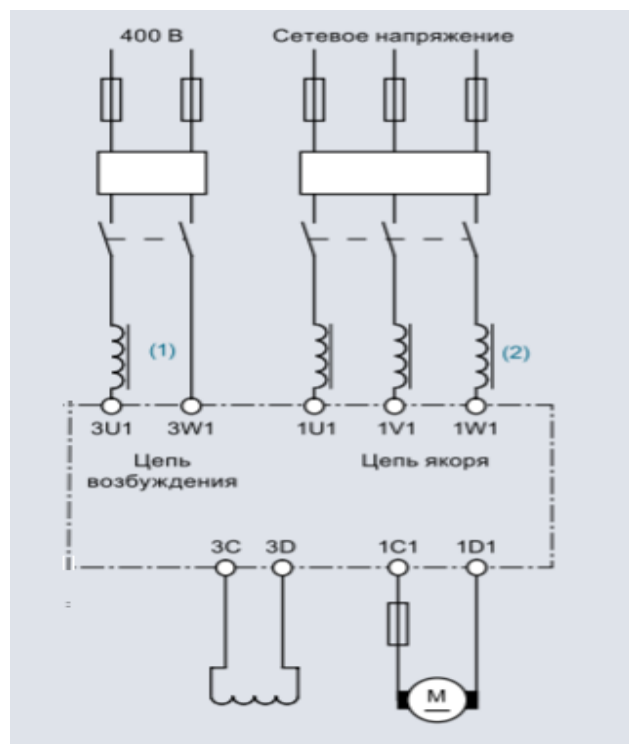 400 В Сетевое напряжение
(1) (2)
3U1 3W1 1U1 1V1 1W1
Цепь возбуждения Цепь якоря
3C 3D 1C1 1D1
M